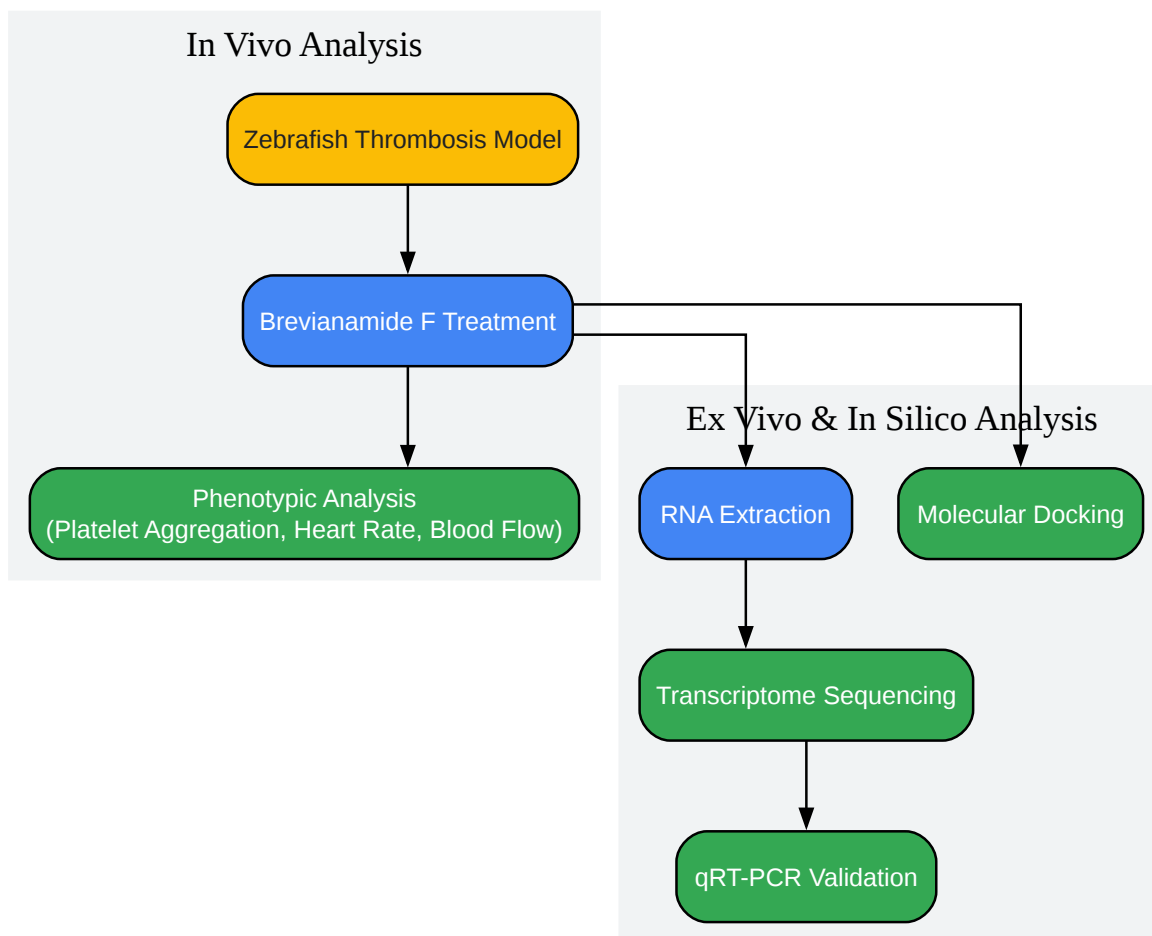 In Vivo Analysis
Zebrafish Thrombosis Model
Brevianamide F Treatment
Phenotypic Analysis
(Platelet Aggregation, Heart Rate, Blood Flow)
Ex Vivo & In Silico Analysis
RNA Extraction
Molecular Docking
Transcriptome Sequencing
qRT-PCR Validation